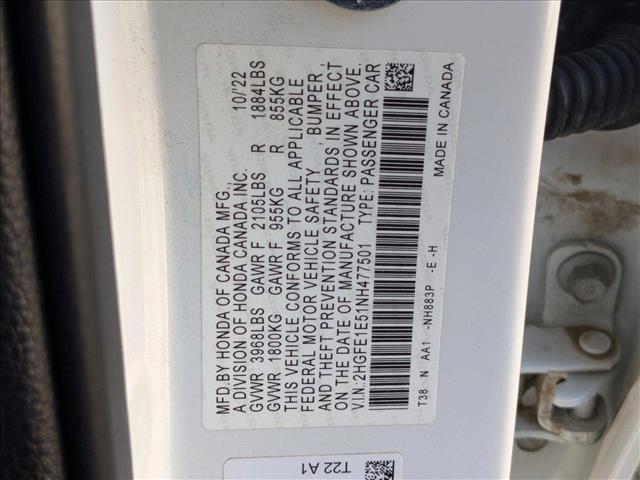 MFD.BY HONDA OF CANADA MFG., 10/'22
A DIVISION OF HONDA CANADA INC.
GVWR 3968LBS GAWR F 2105LBS R 1884LBS
GVWR 1800KG GAWR F 955KG R 855KG
THIS VEHICLE CONFORMS TO ALL APPLICABLE
FEDERAL MOTOR VEHICLE SAFETY, BUMPER,
AND THEFT PREVENTION STANDARDS IN EFFECT
ON THE DATE OF MANUFACTURE SHOWN ABOVE.
V.I.N.:2HGFE1E51NH477501 TYPE: PASSENGER CAR
T38 N AA1 -NH883P -E -H MADE IN CANADA
T22 A1